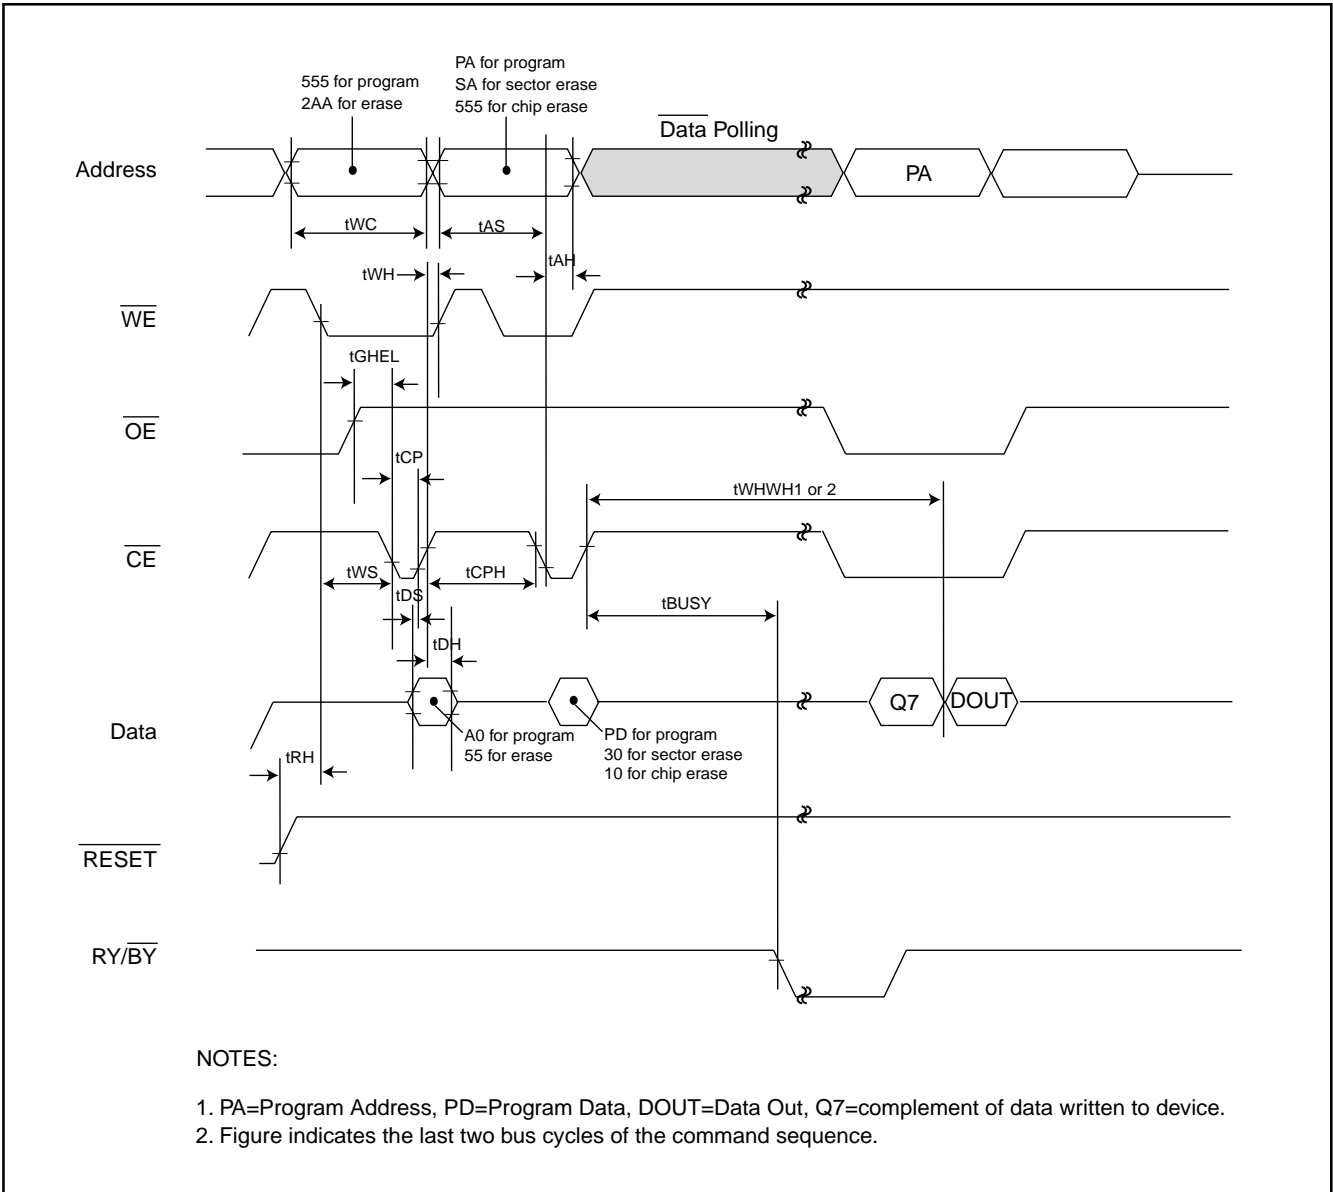 555 for program
2AA for erase
PA for program
SA for sector erase
555 for chip erase
Data Polling
Address
PA
tWC
tAS
tWH
tAH
WE
tGHEL
OE
tCP
tWHWH1 or 2
CE
tWS
tCPH
tDS
tBUSY
tDH
Data
Q7
DOUT
A0 for program
55 for erase
PD for program
30 for sector erase
10 for chip erase
tRH
RESET
RY/BY
NOTES:
1. PA=Program Address, PD=Program Data, DOUT=Data Out, Q7=complement of data written to device.
2. Figure indicates the last two bus cycles of the command sequence.